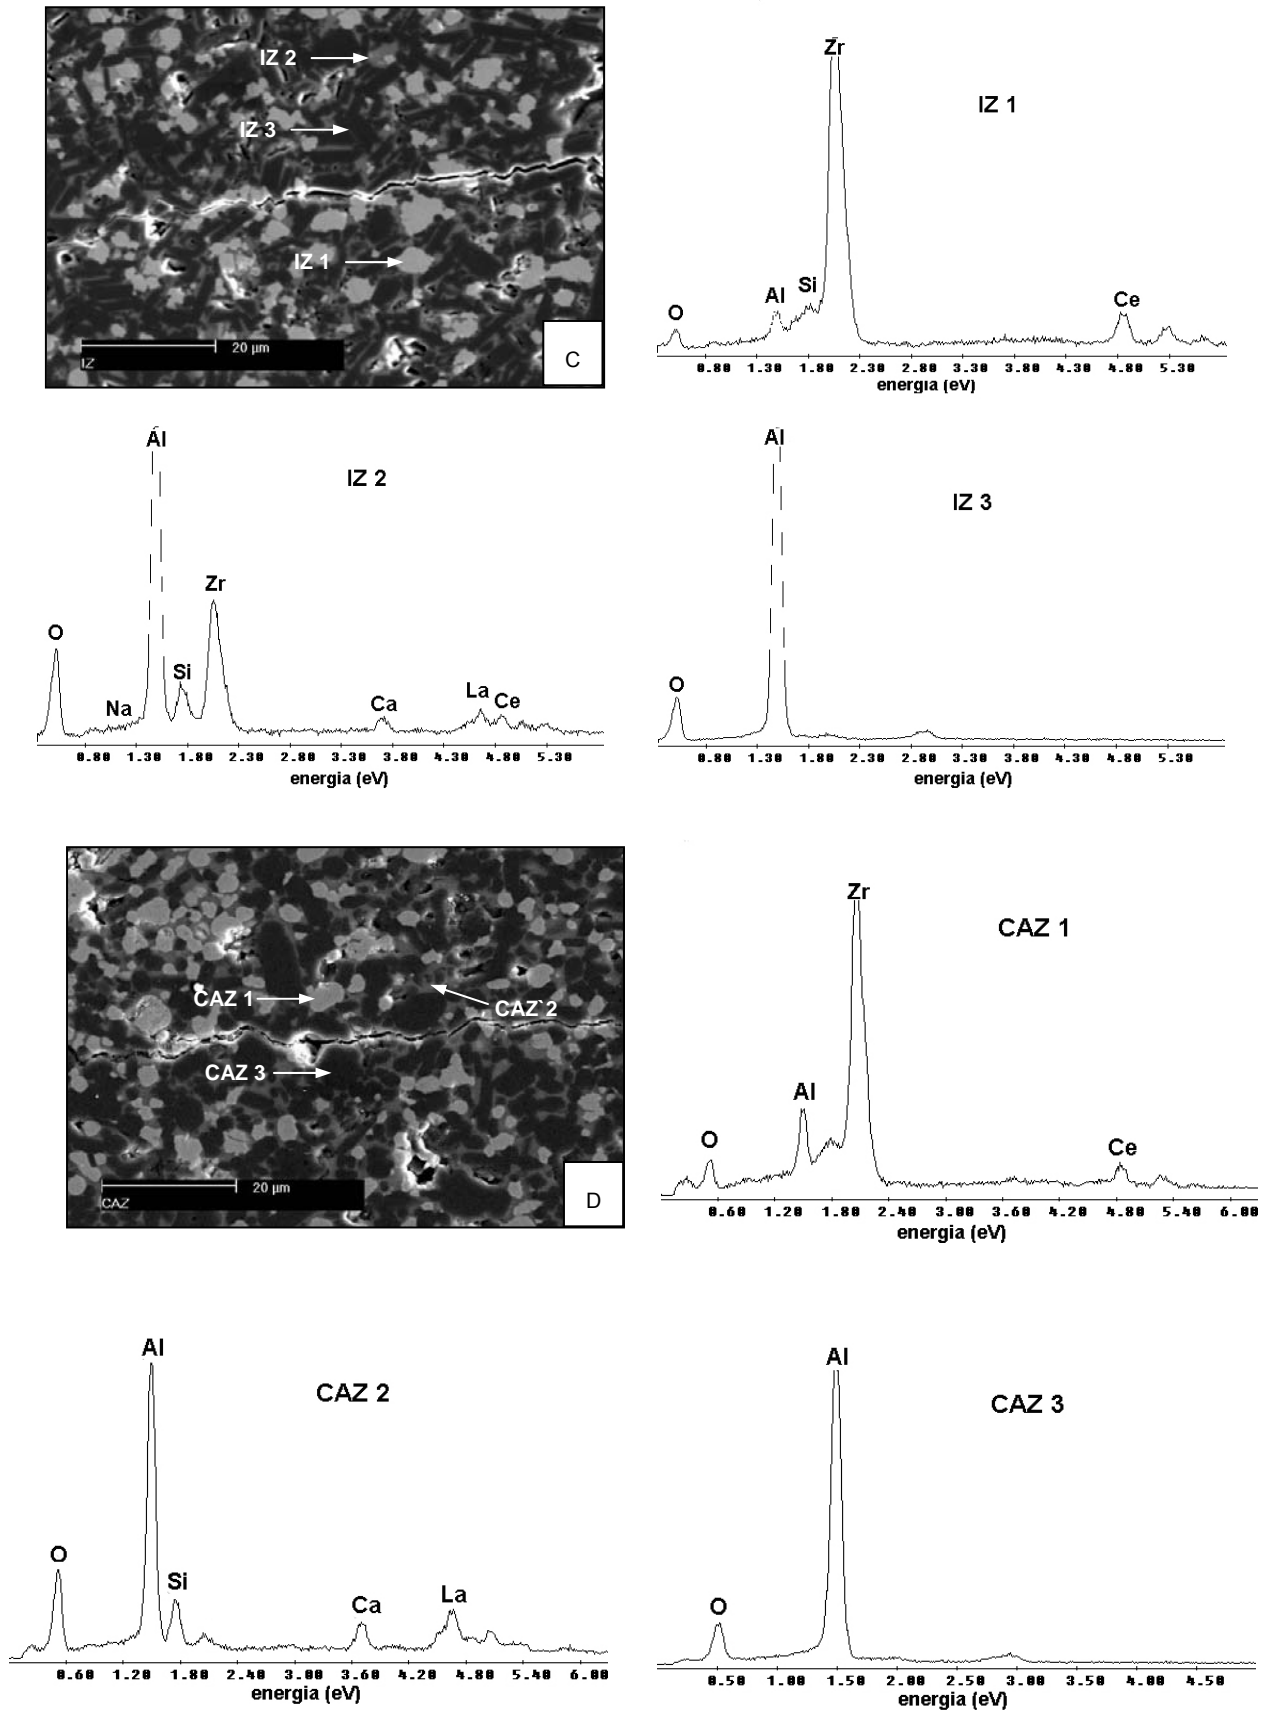 IZ 2
IZ 3
IZ 1
20 µm
IZ
C
Zr
IZ 1
O
Al
Si
Ce
0.80 1.30 1.80 2.30 2.80 3.30 3.80 4.30 4.80 5.30
energia (eV)
Al
IZ 2
Zr
O
Si
Na
Ca
La
Ce
0.80 1.30 1.80 2.30 2.80 3.30 3.80 4.30 4.80 5.30
energia (eV)
Al
IZ 3
O
0.80 1.30 1.80 2.30 2.80 3.30 3.80 4.30 4.80 5.30
energia (eV)
CAZ 1
CAZ`2
CAZ 3
20 µm
CAZ
D
Zr
CAZ 1
Al
O
Ce
0.60 1.20 1.80 2.40 3.00 3.60 4.20 4.80 5.40 6.00
energia (eV)
Al
CAZ 2
O
Si
Ca
La
0.60 1.20 1.80 2.40 3.00 3.60 4.20 4.80 5.40 6.00
energia (eV)
Al
CAZ 3
O
0.50 1.00 1.50 2.00 2.50 3.00 3.50 4.00 4.50
energia (eV)